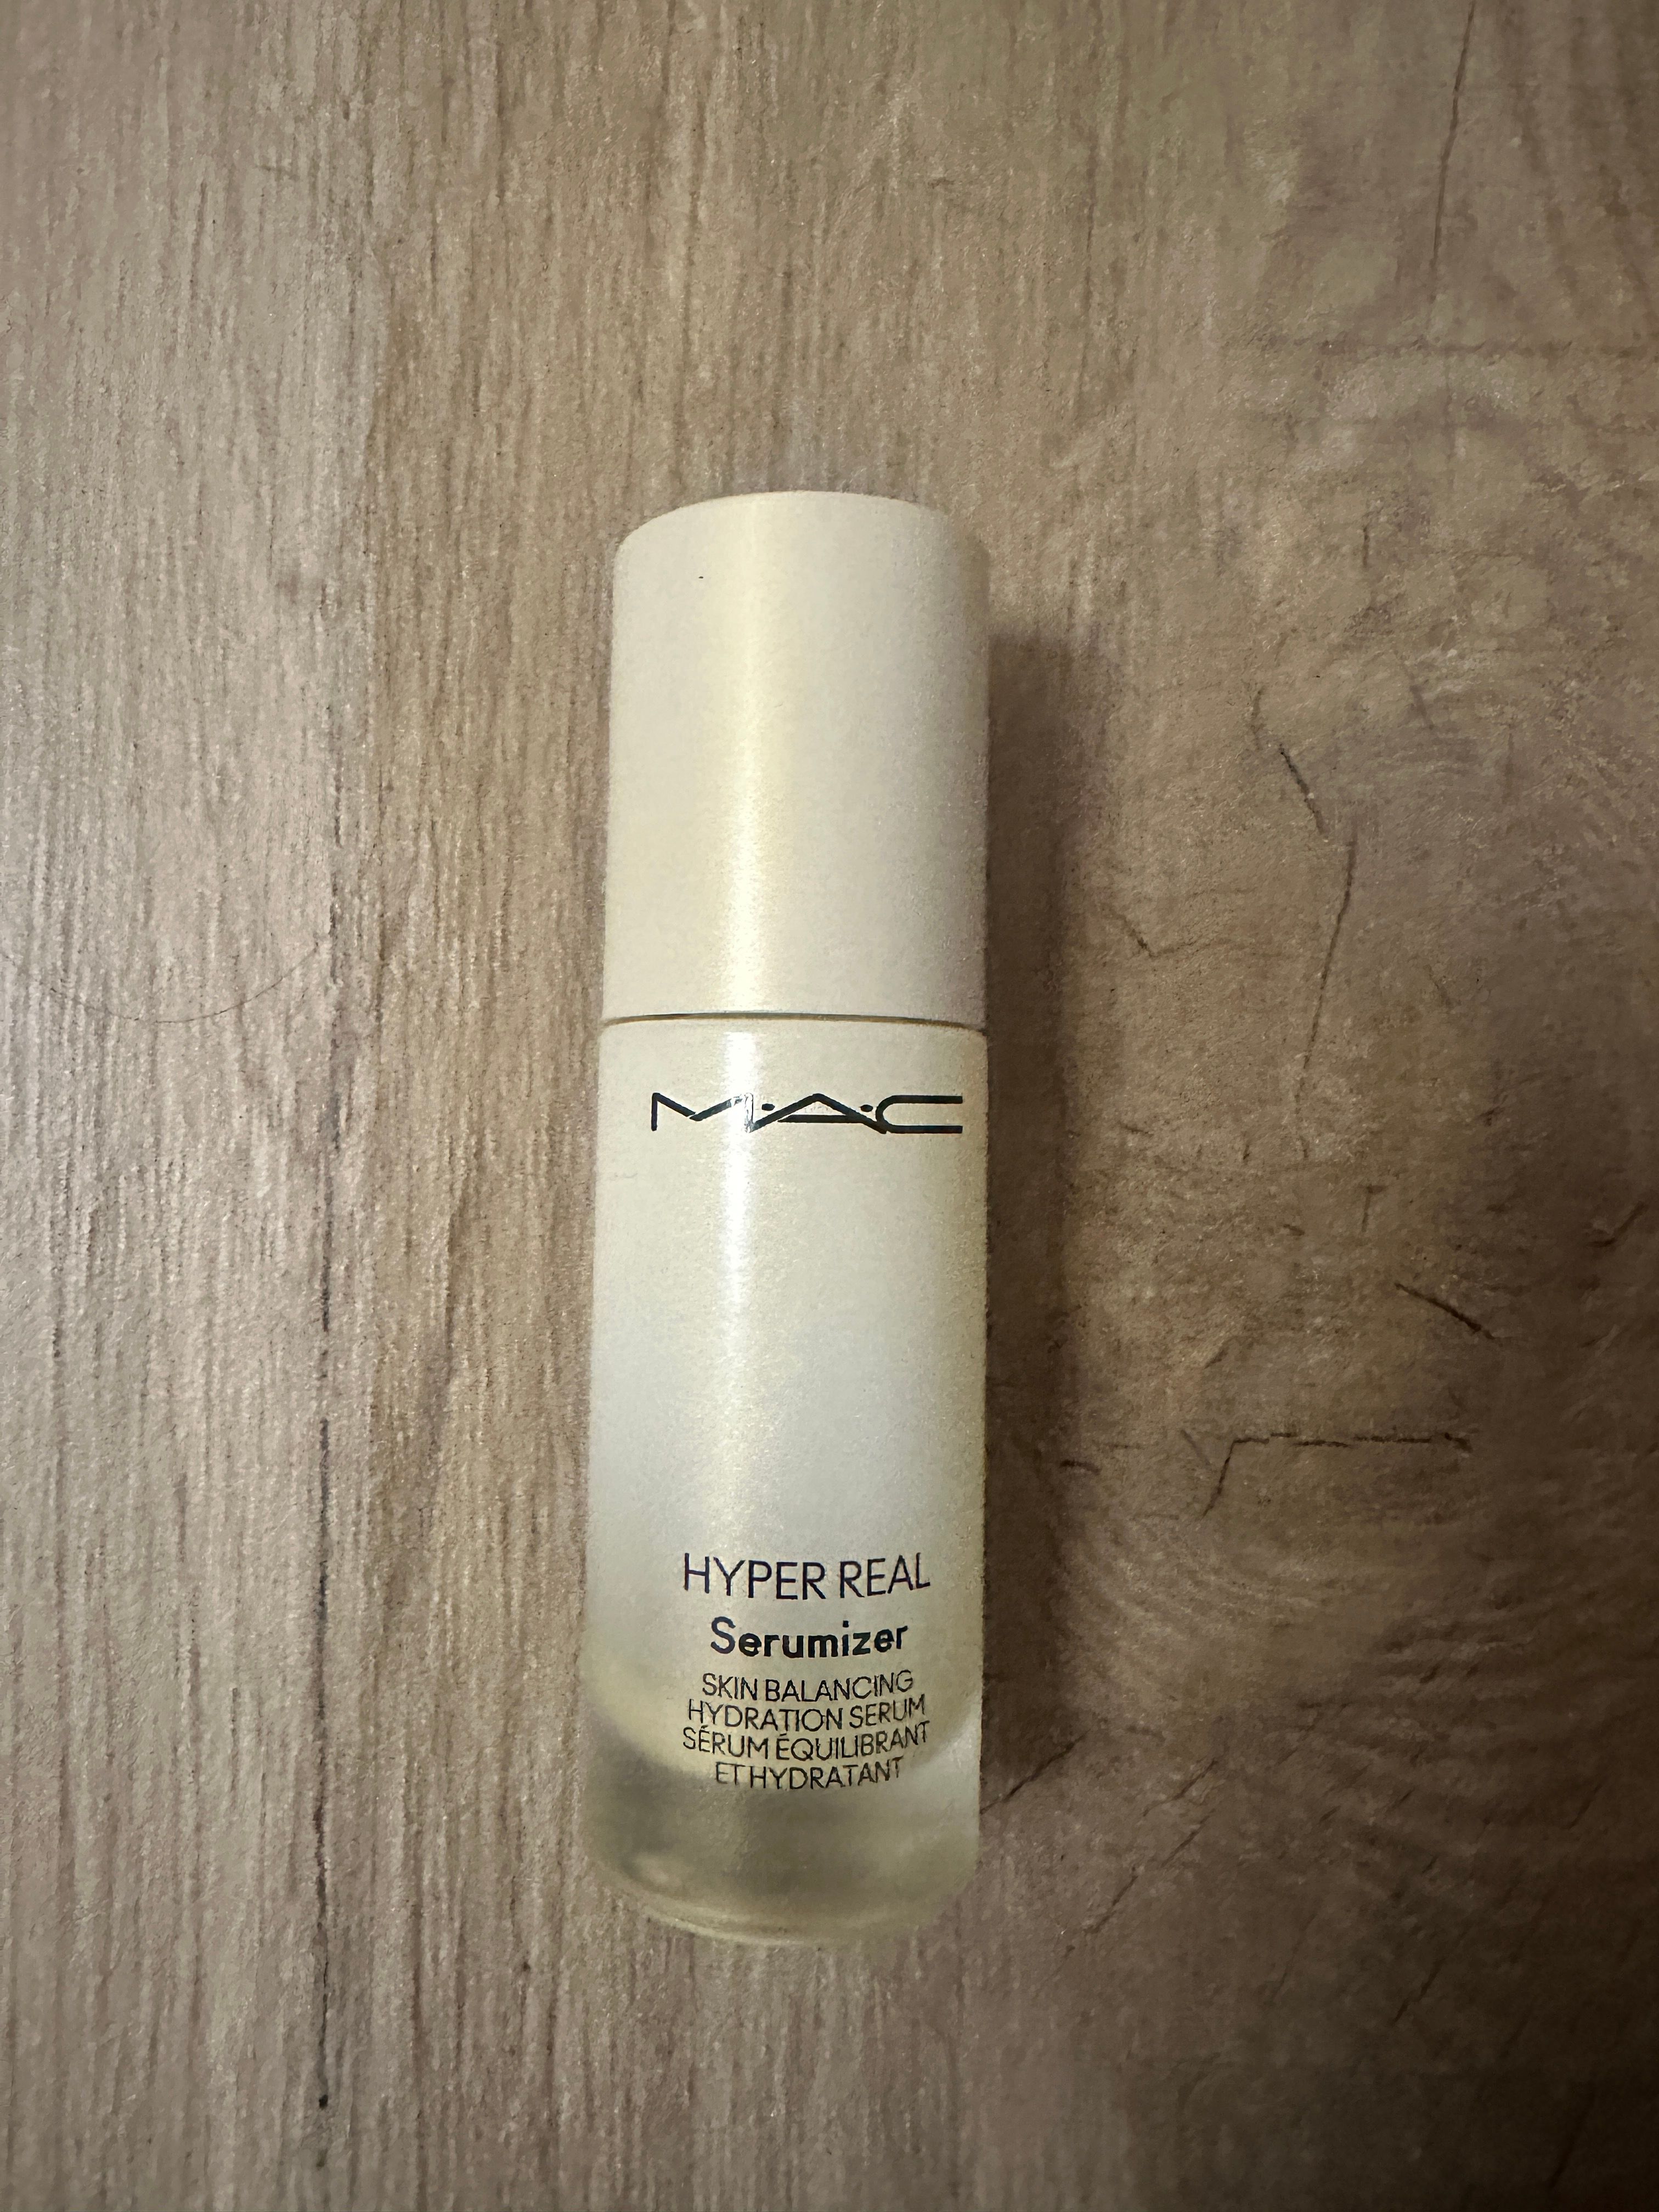 M·A·C
HYPER REAL
Serumizer
SKIN BALANCING
HYDRATION SERUM
SÉRUM ÉQUILIBRANT
ET HYDRATANT